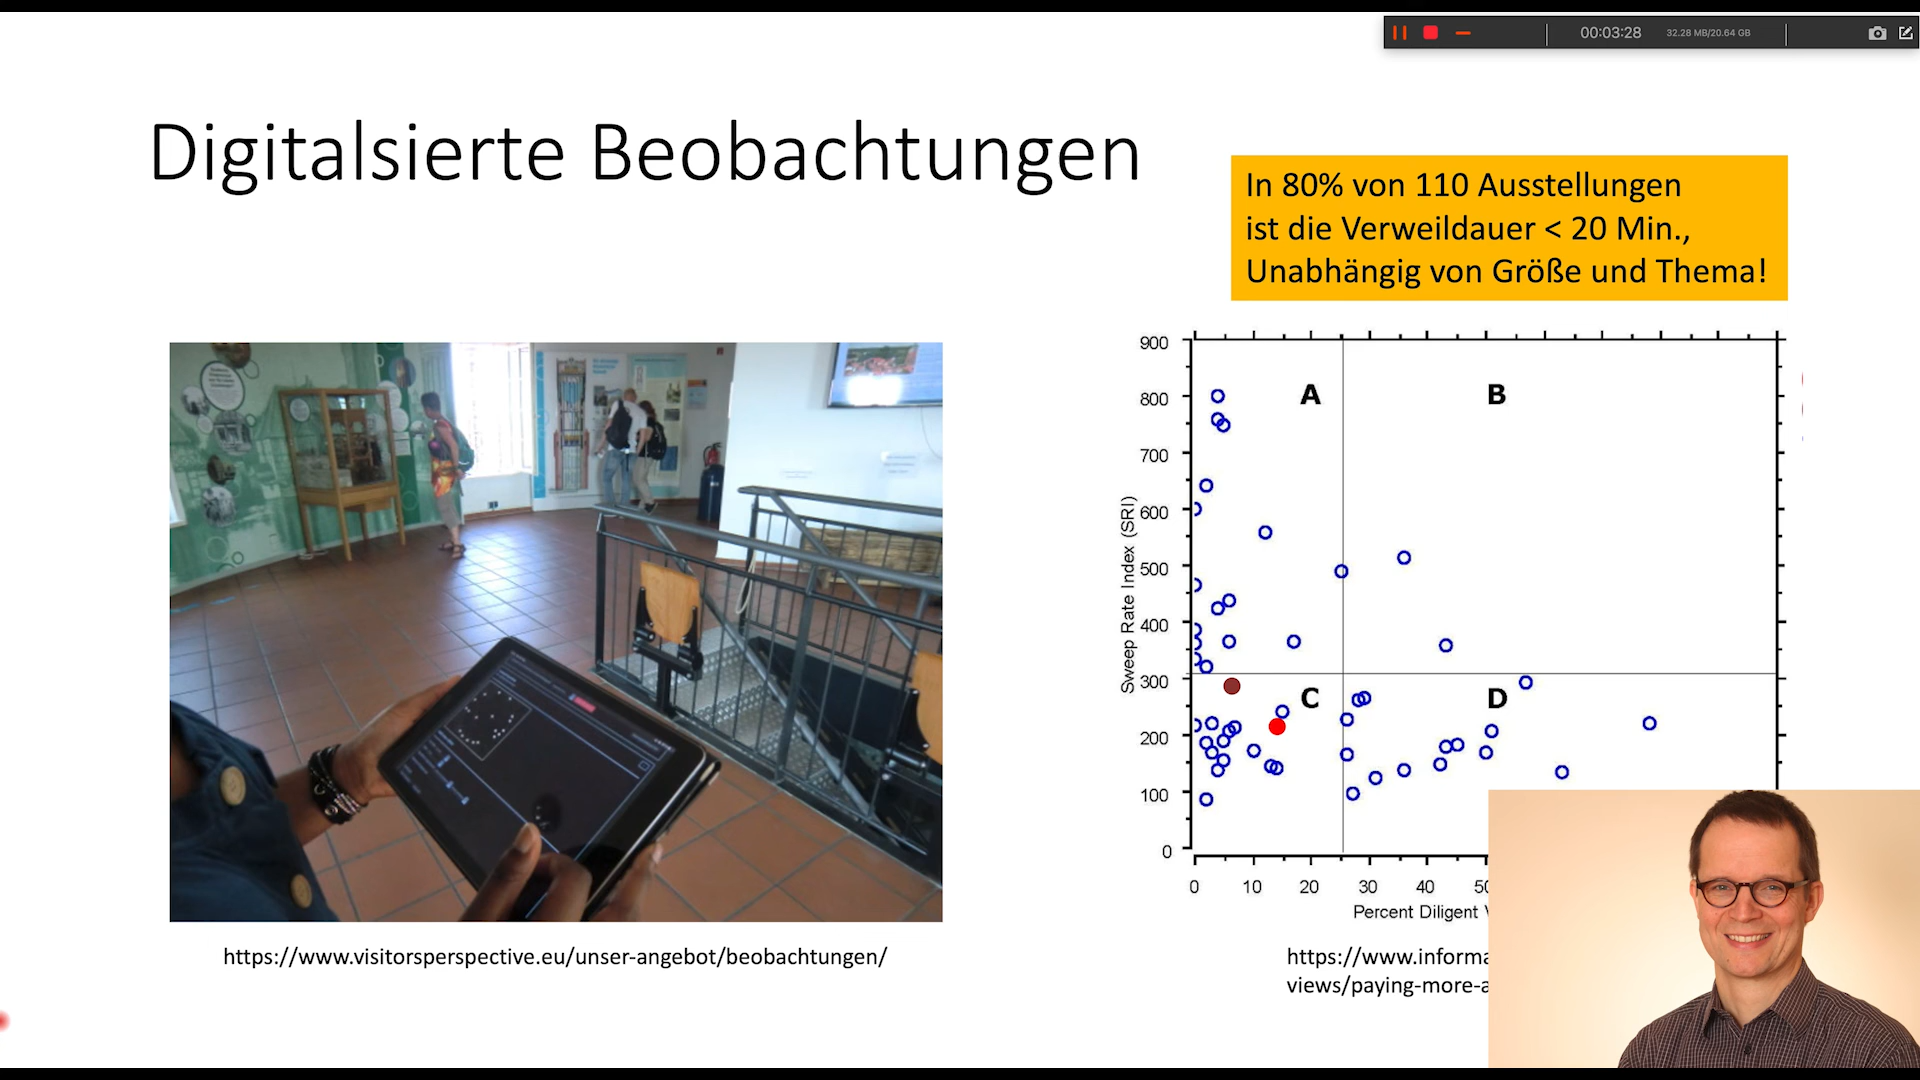 00:03:28
32.28 MB/20.64 GB
Digitalsierte Beobachtungen
In 80% von 110 Ausstellungen
ist die Verweildauer < 20 Min.,
Unabhängig von Größe und Thema!
900
800
700
600
500
400
300
200
100
0
Sweep Rate Index (SRI)
A
B
C
D
0
10
20
30
40
Percent Diligent
https://www.visitorsperspective.eu/unser-angebot/beobachtungen/
https://www.informa
views/paying-more-a